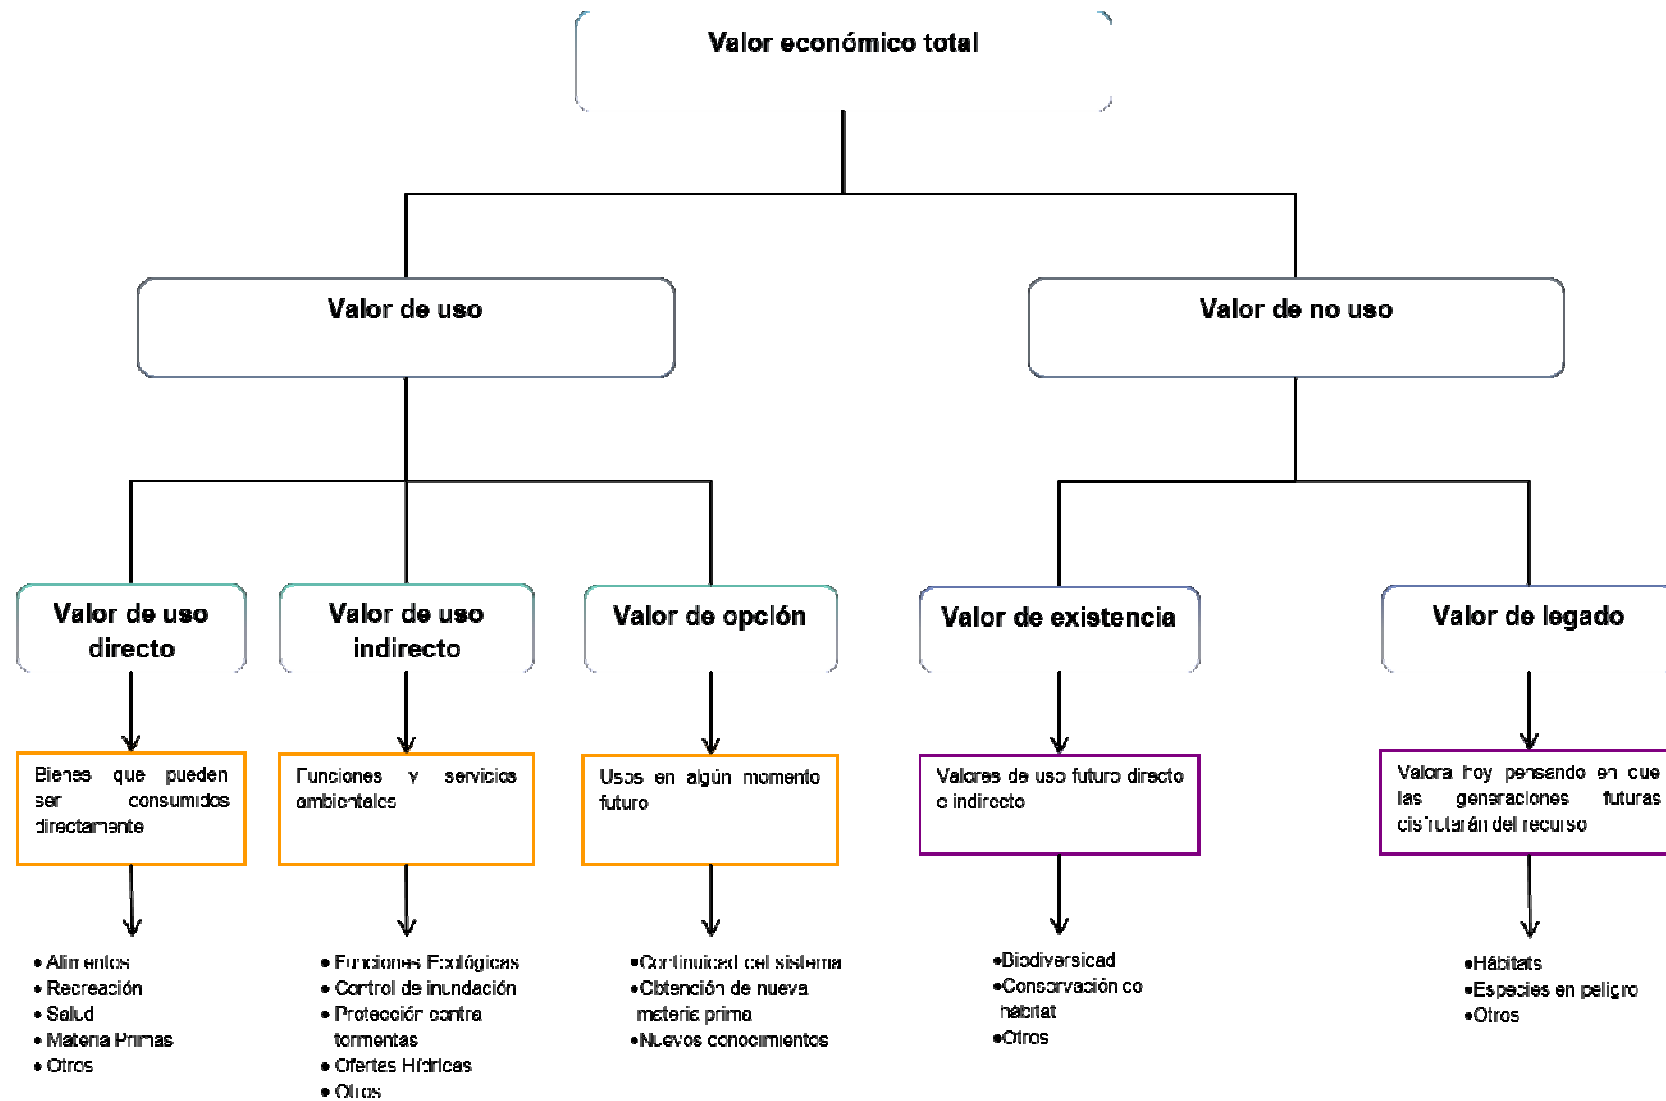 Valor económico total
Valor de uso
Valor de no uso
Valor de uso
directo
Valor de uso
indirecto
Valor de opción
Valor de existencia
Valor de legado
Bienes que pueden
ser consumidos
directamente
Funciones y servicios
ambientales
Usos en algún momento
futuro
Valores de uso futuro directo
e indirecto
Valora hoy pensando en que
las generaciones futuras
disfrutarán del recurso
• Alimentos
• Recreación
• Salud
• Materia Primas
• Otros
• Funciones Ecológicas
• Control de inundación
• Protección contra
tormentas
• Ofertas Hídricas
• Otros
•Continuidad del sistema
•Obtención de nueva
materia prima
•Nuevos conocimientos
•Biodiversidad
•Conservación de
hábitat
•Otros
•Hábitats
•Especies en peligro
•Otros